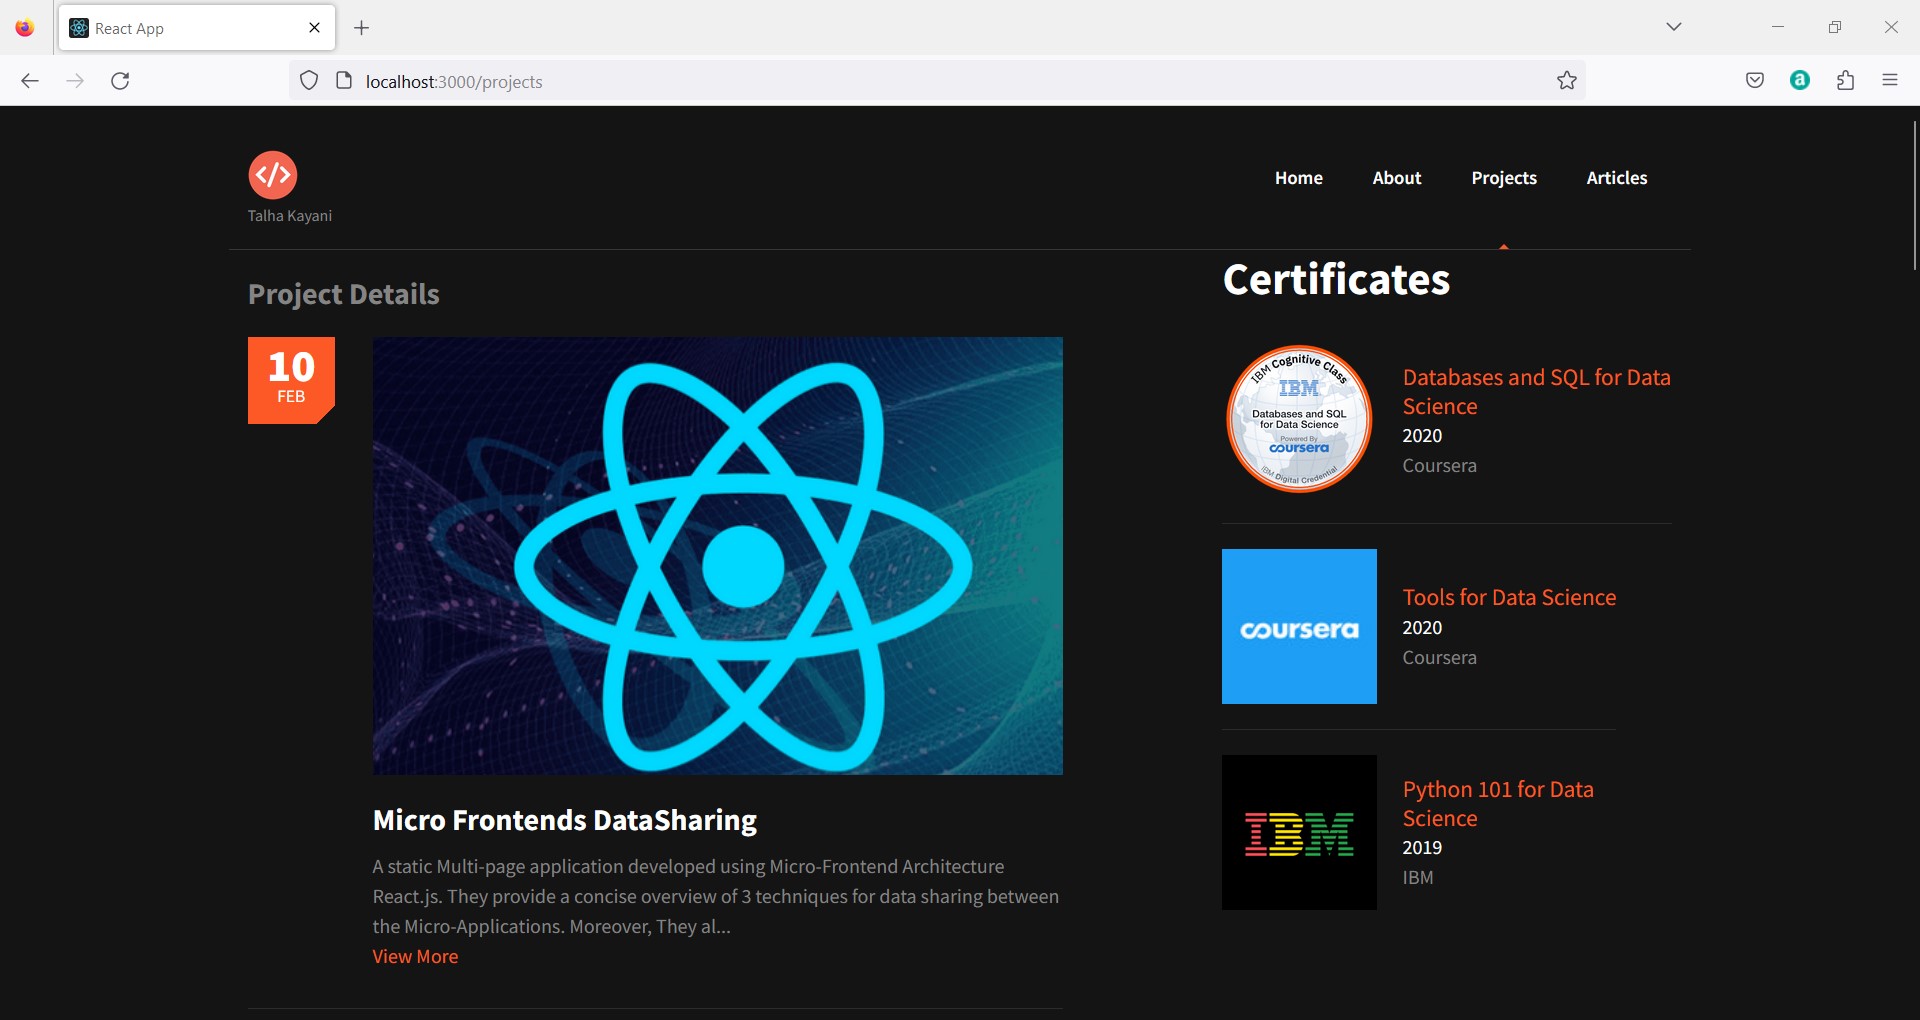 React App
localhost:3000/projects
Talha Kayani
Home
About
Projects
Articles
Project Details
10
FEB
Micro Frontends DataSharing
A static Multi-page application developed using Micro-Frontend Architecture
React.js. They provide a concise overview of 3 techniques for data sharing between
the Micro-Applications. Moreover, They al...
View More
Certificates
IBM Cognitive Class
IBM
Databases and SQL
for Data Science
Powered By
coursera
IBM Digital Credential
Databases and SQL for Data
Science
2020
Coursera
coursera
Tools for Data Science
2020
Coursera
IBM
Python 101 for Data
Science
2019
IBM